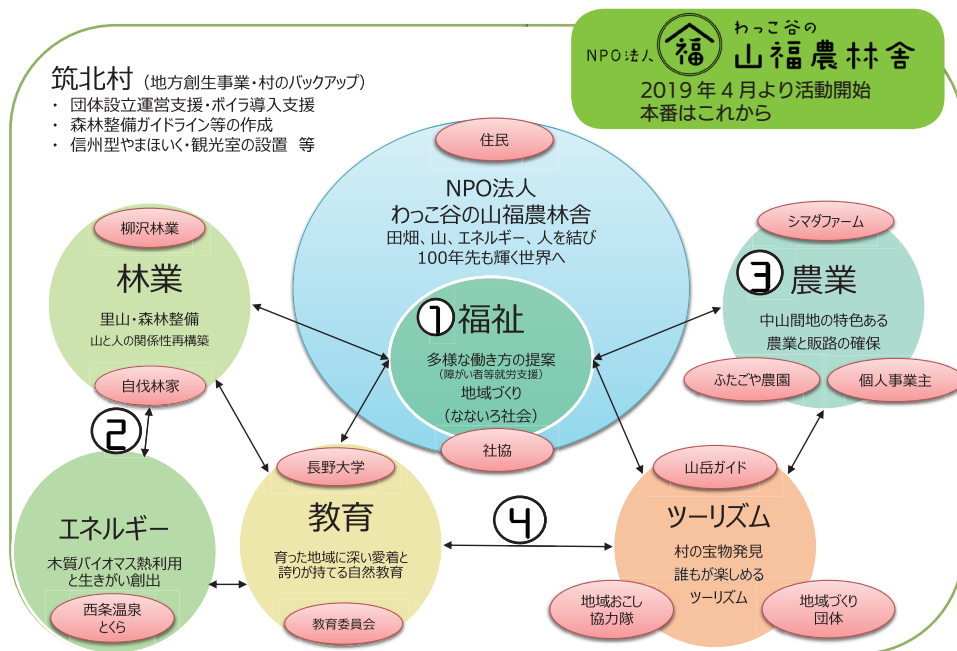 わっこ谷の
NPO法人 福 山福農林舎
2019年4月より活動開始
本番はこれから
筑北村（地方創生事業・村のバックアップ）
・ 団体設立運営支援・ボイラ導入支援
・ 森林整備ガイドライン等の作成
・ 信州型やまほいく・観光室の設置 等
住民
NPO法人
わっこ谷の山福農林舎
田畑、山、エネルギー、人を結び
100年先も輝く世界へ
①福祉
多様な働き方の提案
（障がい者等就労支援）
地域づくり
（なないろ社会）
社協
柳沢林業
林業
里山・森林整備
山と人の関係性再構築
自伐林家
シマダファーム
③農業
中山間地の特色ある
農業と販路の確保
ふたごや農園
個人事業主
②
エネルギー
木質バイオマス熱利用
と生きがい創出
西条温泉
とくら
長野大学
教育
育った地域に深い愛着と
誇りが持てる自然教育
教育委員会
④
山岳ガイド
ツーリズム
村の宝物発見
誰もが楽しめる
ツーリズム
地域おこし
協力隊
地域づくり
団体